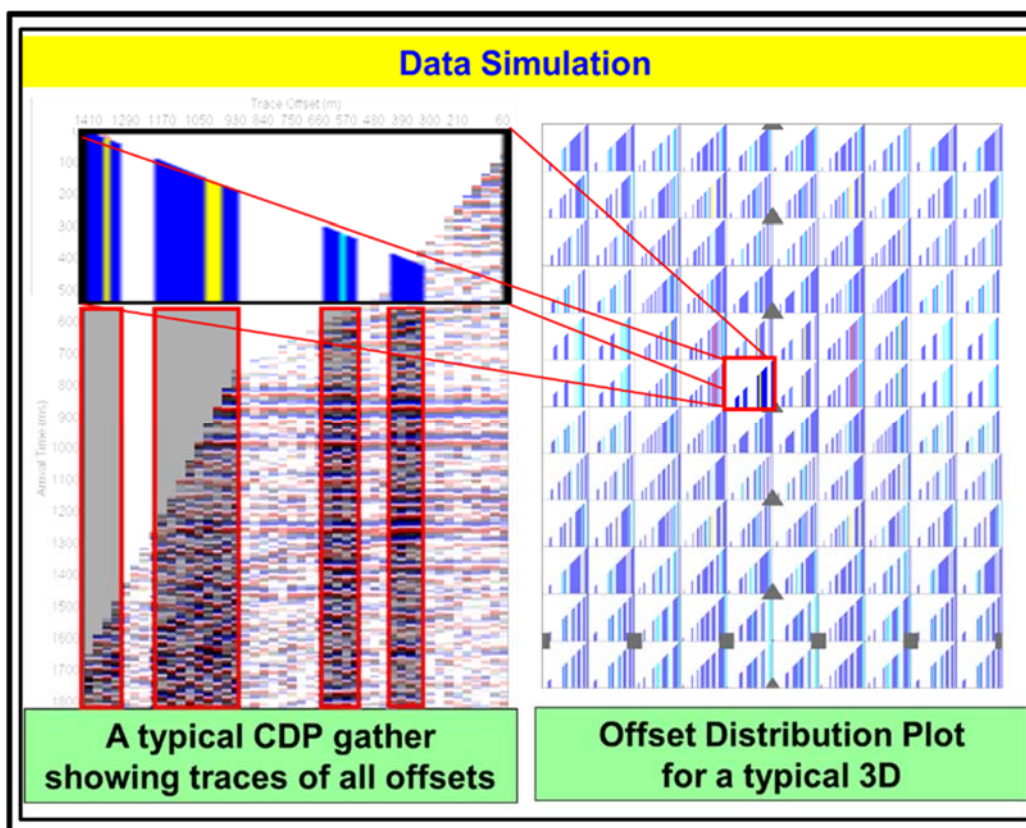 Data Simulation
Trace Offset (m)
1410 1290 1170 1050 930 840 750 660 570 480 390 300 210 60
100
200
300
400
500
600
700
800
900
1000
1100
1200
1300
1400
1500
1600
1700
1800
Arrival Time (ms)
A typical CDP gather
showing traces of all offsets
Offset Distribution Plot
for a typical 3D